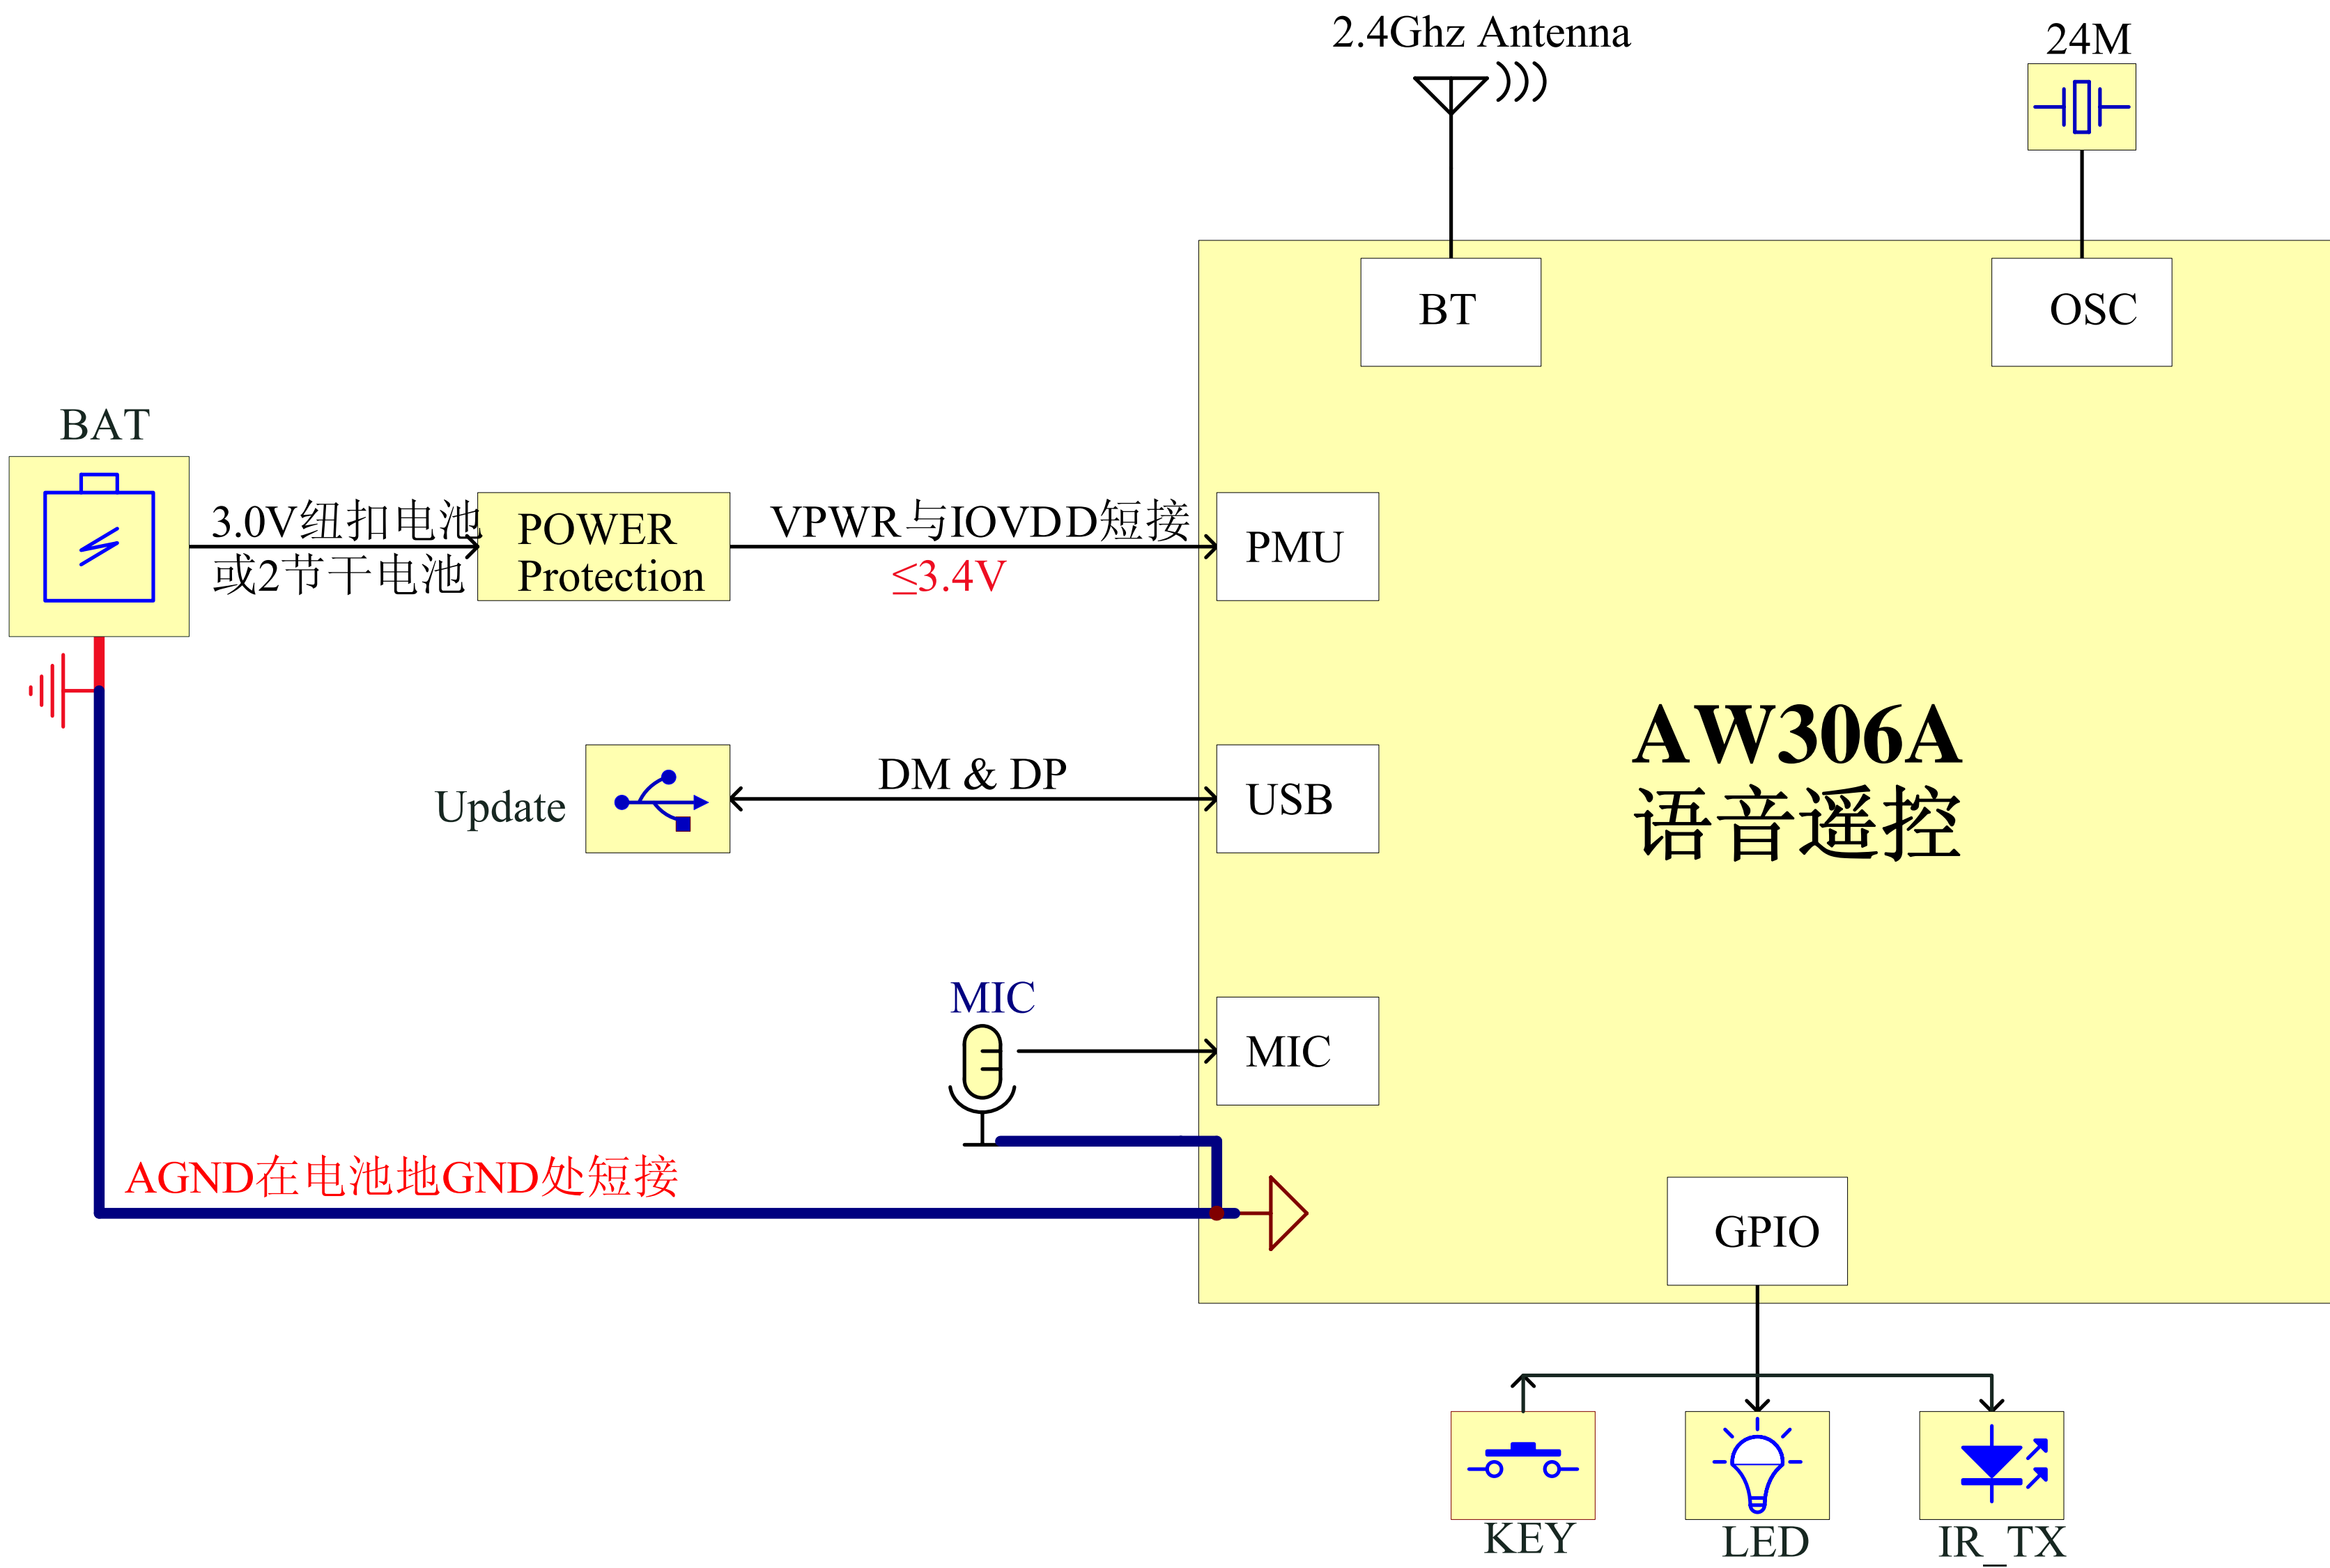 2.4Ghz Antenna
24M
BT
OSC
BAT
3.0V纽扣电池
或2节干电池
POWER
Protection
VPWR与IOVDD短接
≤3.4V
PMU
AW306A
语音遥控
Update
DM & DP
USB
MIC
MIC
AGND在电池地GND处短接
GPIO
KEY
LED
IR_TX